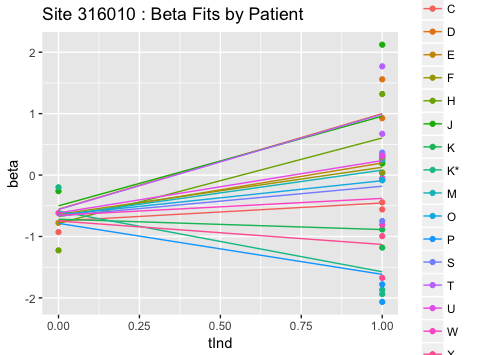 Site 316010 : Beta Fits by Patient
beta
2
1
0
-1
-2
0.00 0.25 0.50 0.75 1.00
tInd
C
D
E
F
H
J
K
K*
M
O
P
S
T
U
W